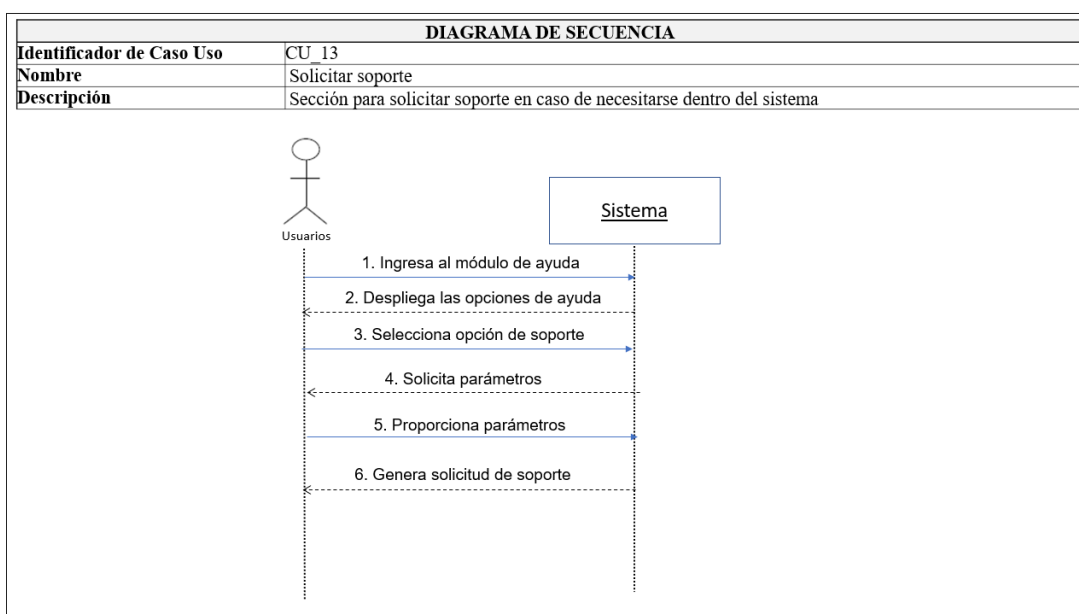 DIAGRAMA DE SECUENCIA
Identificador de Caso Uso CU_13
Nombre Solicitar soporte
Descripción Sección para solicitar soporte en caso de necesitarse dentro del sistema
Sistema
Usuarios
1. Ingresa al módulo de ayuda
2. Despliega las opciones de ayuda
3. Selecciona opción de soporte
4. Solicita parámetros
5. Proporciona parámetros
6. Genera solicitud de soporte